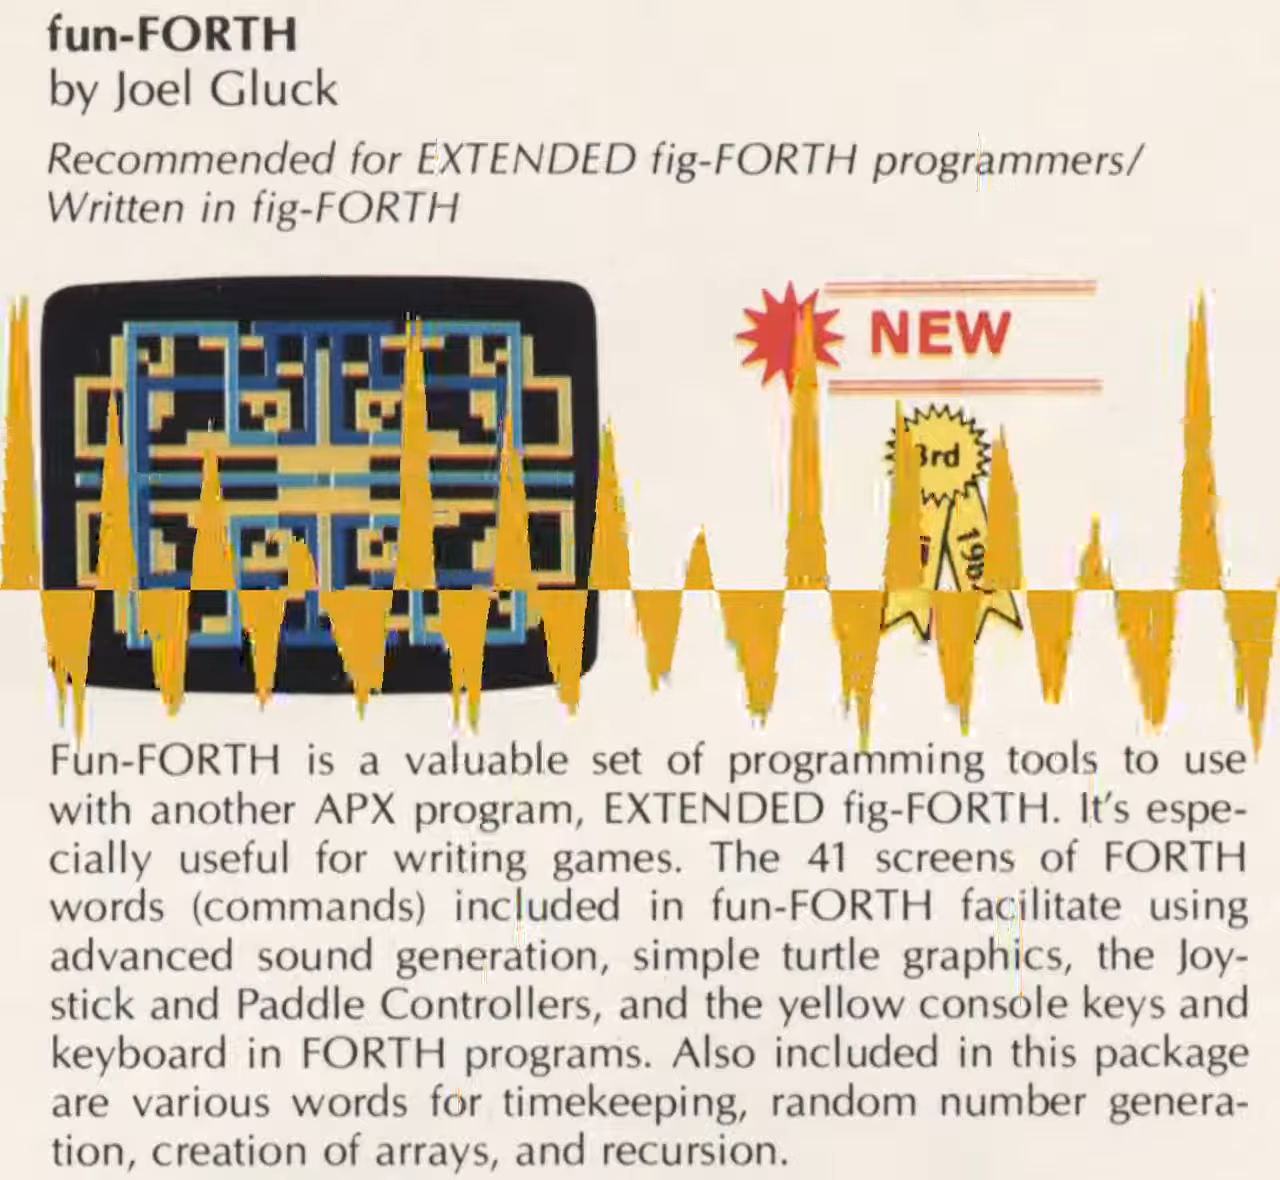 fun-FORTH
by Joel Gluck
Recommended for EXTENDED fig-FORTH programmers/
Written in fig-FORTH
NEW
3rd
Fun-FORTH is a valuable set of programming tools to use
with another APX program, EXTENDED fig-FORTH. It's espe-
cially useful for writing games. The 41 screens of FORTH
words (commands) included in fun-FORTH facilitate using
advanced sound generation, simple turtle graphics, the Joy-
stick and Paddle Controllers, and the yellow console keys and
keyboard in FORTH programs. Also included in this package
are various words for timekeeping, random number genera-
tion, creation of arrays, and recursion.